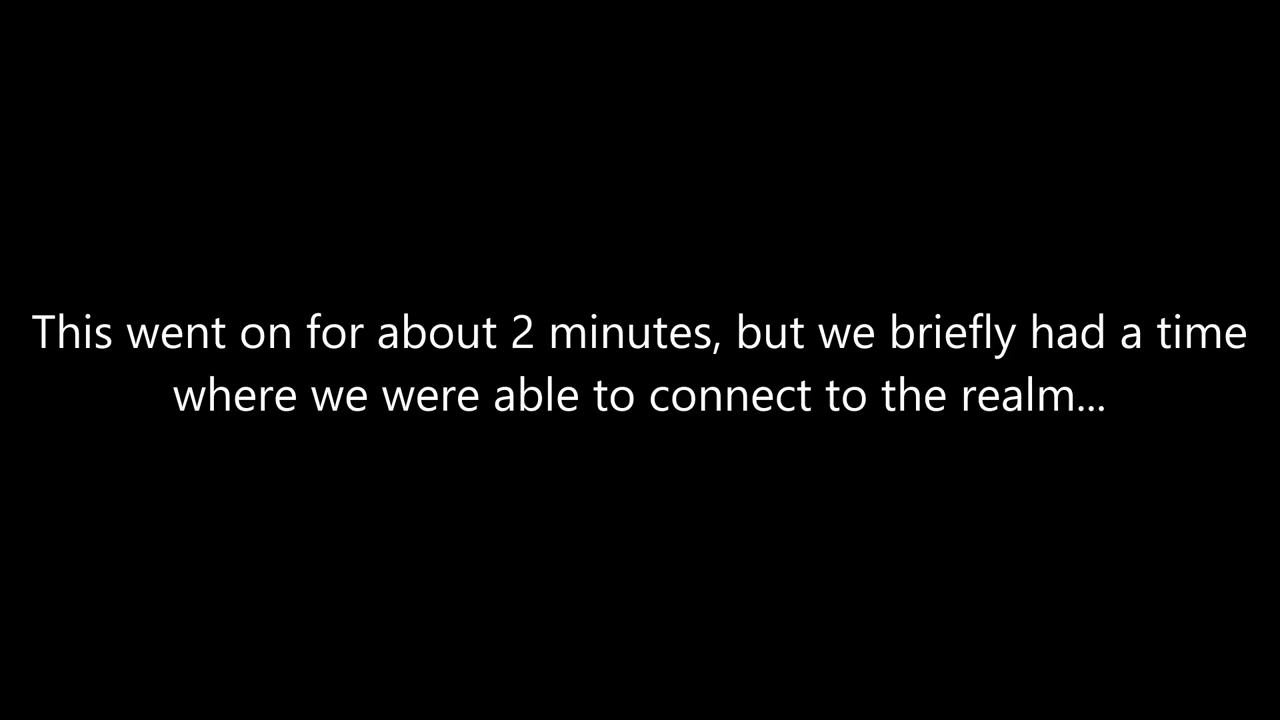 This went on for about 2 minutes, but we briefly had a time
where we were able to connect to the realm...